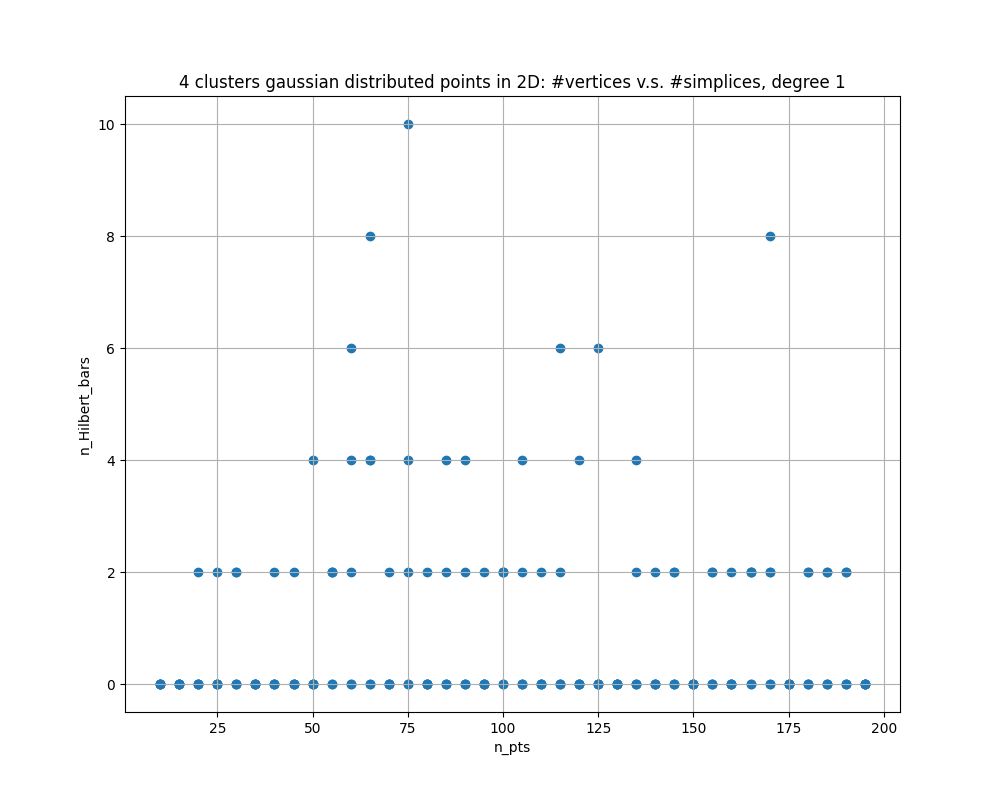 4 clusters gaussian distributed points in 2D: #vertices v.s. #simplices, degree 1
10
8
6
4
2
0
n_Hilbert_bars
25 50 75 100 125 150 175 200
n_pts